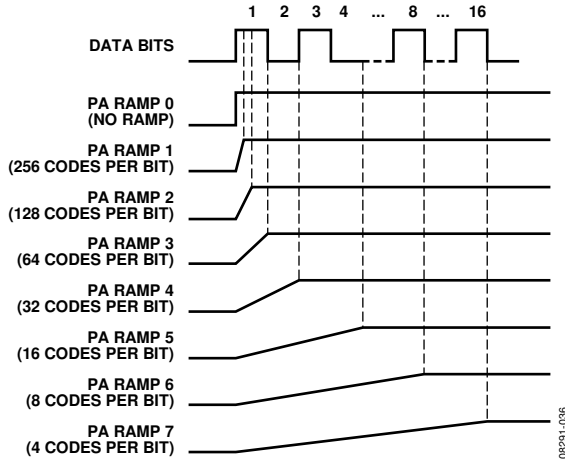 1 2 3 4 ... 8 ... 16
DATA BITS
PA RAMP 0
(NO RAMP)
PA RAMP 1
(256 CODES PER BIT)
PA RAMP 2
(128 CODES PER BIT)
PA RAMP 3
(64 CODES PER BIT)
PA RAMP 4
(32 CODES PER BIT)
PA RAMP 5
(16 CODES PER BIT)
PA RAMP 6
(8 CODES PER BIT)
PA RAMP 7
(4 CODES PER BIT)
08291-036